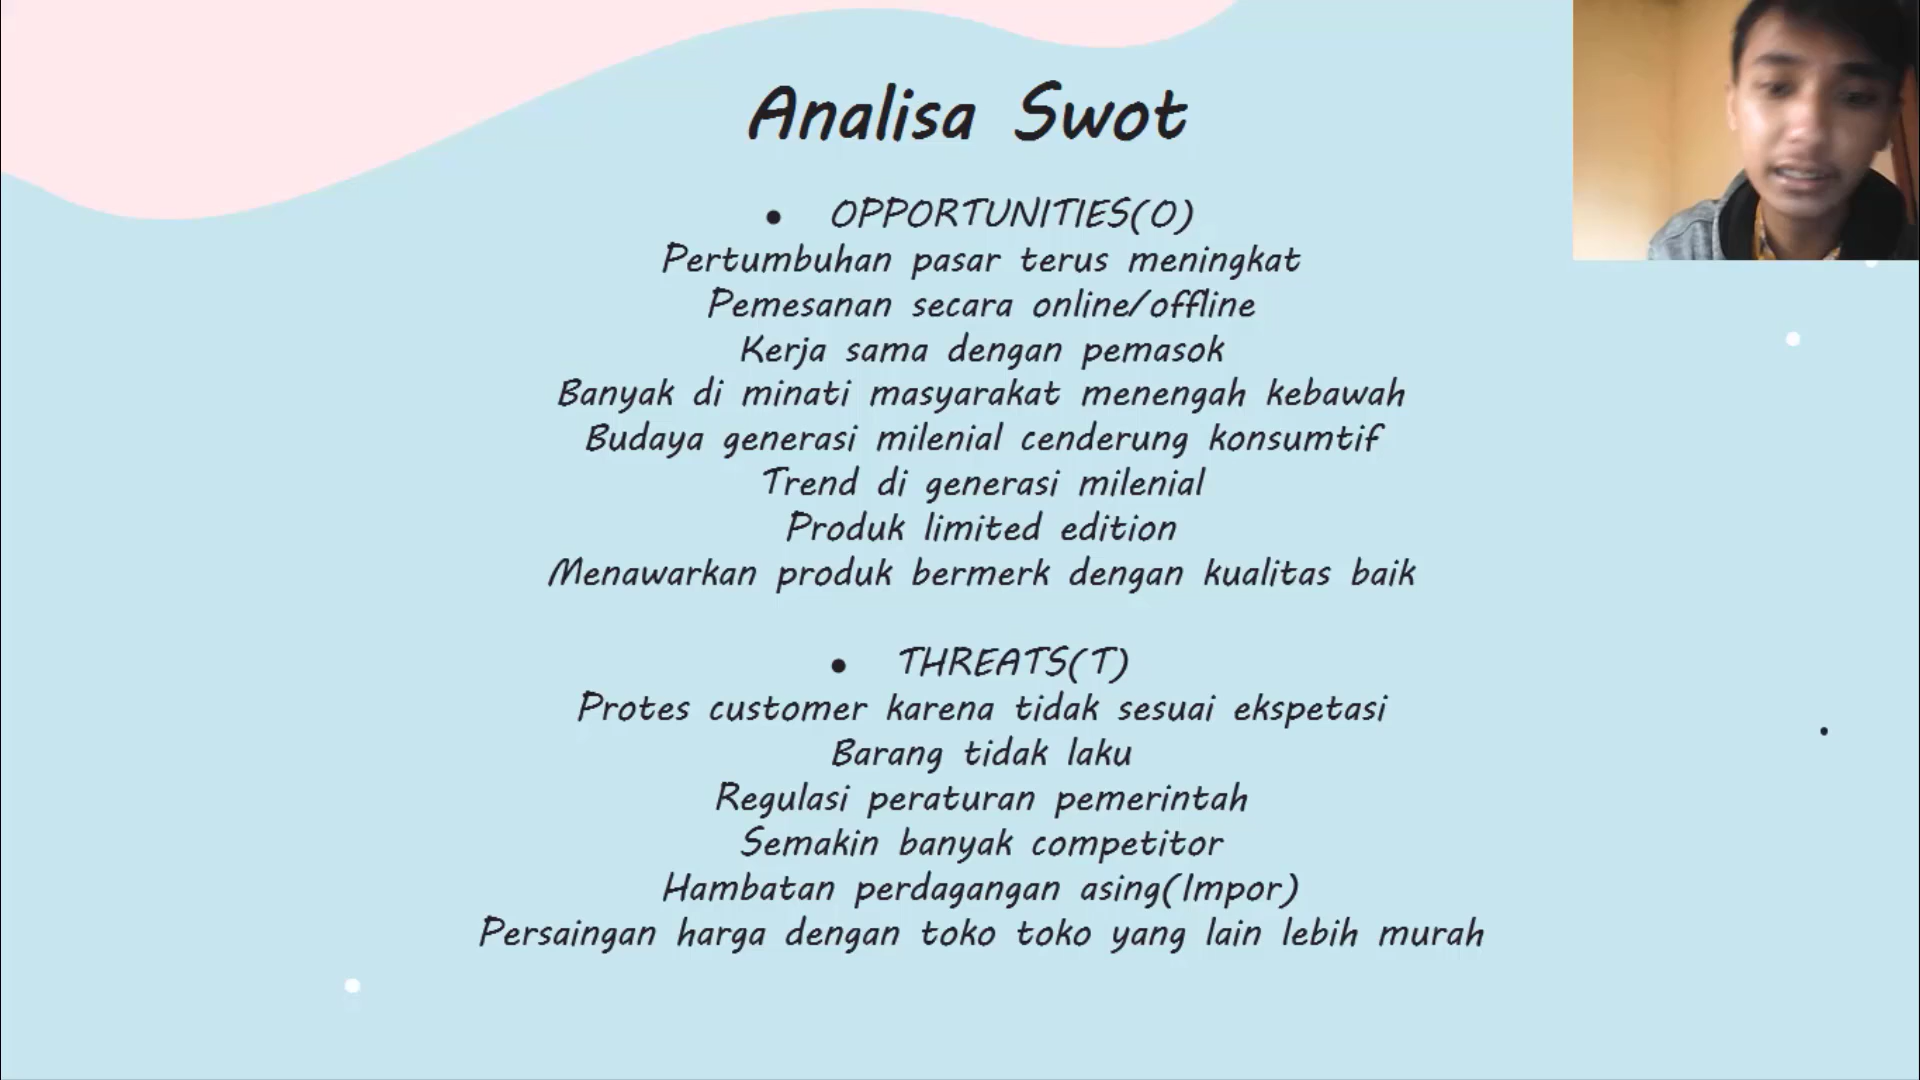 Analisa Swot
• OPPORTUNITIES(O)
Pertumbuhan pasar terus meningkat
Pemesanan secara online/offline
Kerja sama dengan pemasok
Banyak di minati masyarakat menengah kebawah
Budaya generasi milenial cenderung konsumtif
Trend di generasi milenial
Produk limited edition
Menawarkan produk bermerk dengan kualitas baik
• THREATS(T)
Protes customer karena tidak sesuai ekspetasi
Barang tidak laku
Regulasi peraturan pemerintah
Semakin banyak competitor
Hambatan perdagangan asing(Impor)
Persaingan harga dengan toko toko yang lain lebih murah